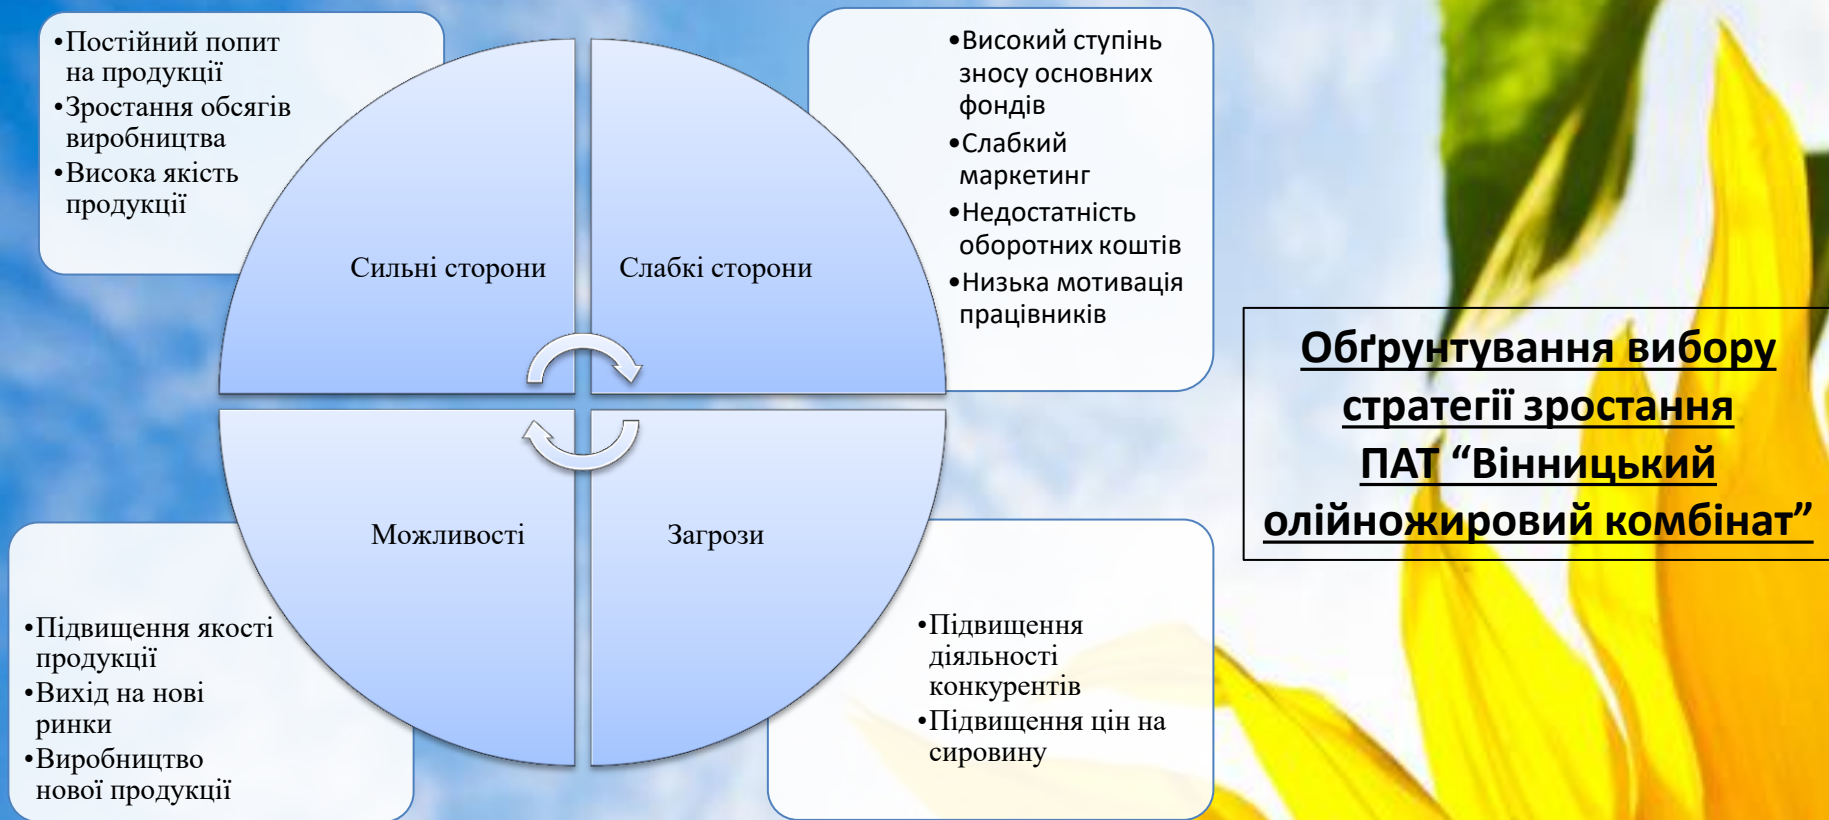 •Постійний попит
на продукції
•Зростання обсягів
виробництва
•Висока якість
продукції
•Високий ступінь
зносу основних
фондів
•Слабкий
маркетинг
•Недостатність
оборотних коштів
•Низька мотивація
працівників
Сильні сторони
Слабкі сторони
Можливості
Загрози
•Підвищення якості
продукції
•Вихід на нові
ринки
•Виробництво
нової продукції
•Підвищення
діяльності
конкурентів
•Підвищення цін на
сировину
Обґрунтування вибору
стратегії зростання
ПАТ “Вінницький
олійножировий комбінат”